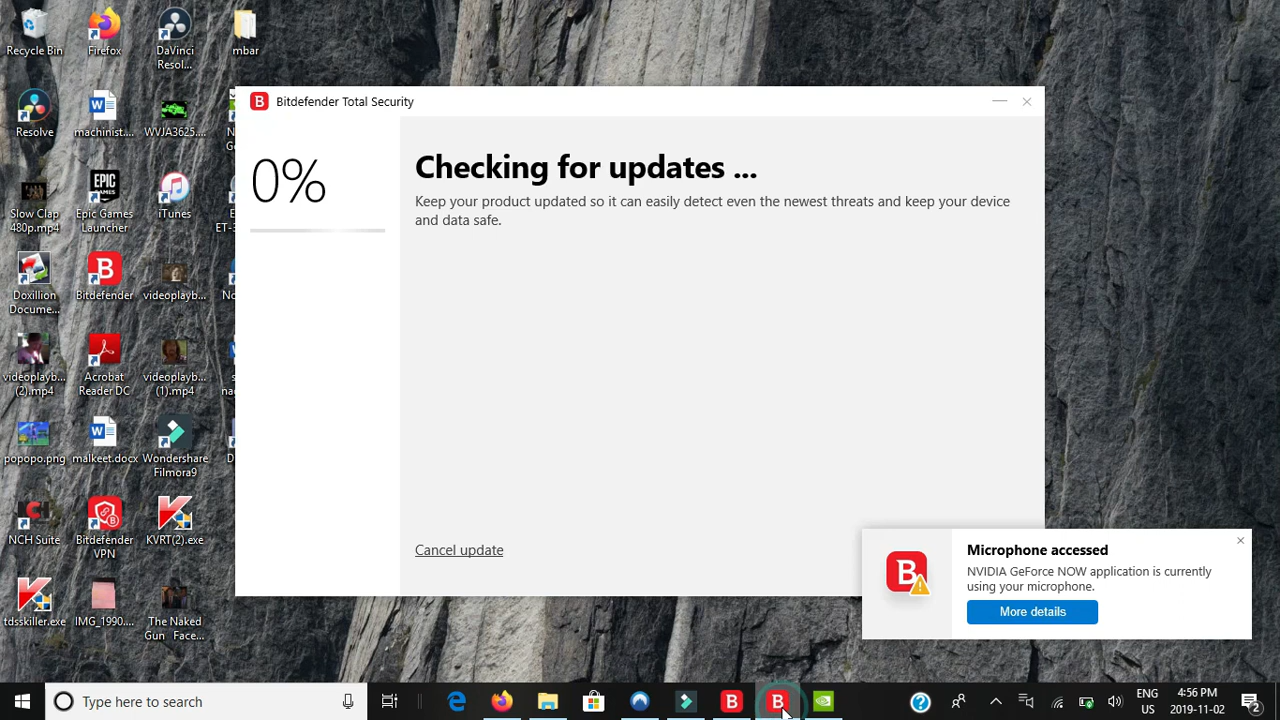 Recycle Bin
Firefox
DaVinci
Resol...
mbar
Resolve
machinist....
WVJA3625....
Slow Clap
480p.mp4
EPIC
GAMES
Epic Games
Launcher
iTunes
Doxillion
Docume...
Bitdefender
videoplayb...
videoplayb...
(2).mp4
Acrobat
Reader DC
videoplayb...
(1).mp4
popopo.png
malkeet.docx
Wondershare
Filmora9
NCH Suite
Bitdefender
VPN
KVRT(2).exe
tdsskiller.exe
IMG_1990....
The Naked
Gun Face...
B Bitdefender Total Security
0%
Checking for updates ...
Keep your product updated so it can easily detect even the newest threats and keep your device
and data safe.
Cancel update
Microphone accessed
NVIDIA GeForce NOW application is currently
using your microphone.
More details
Type here to search
ENG
US
4:56 PM
2019-11-02
2